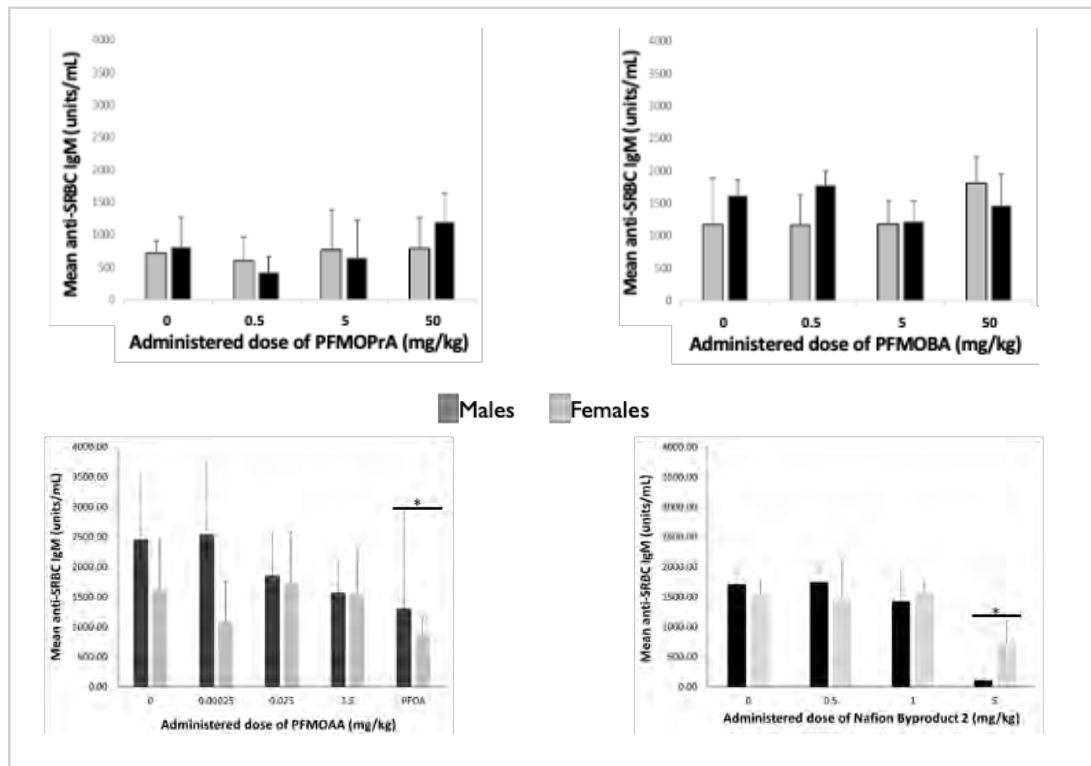 Mean anti-SRBC IgM (units/mL)
4000
3500
3000
2500
2000
1500
1000
500
0
0 0.5 5 50
Administered dose of PFMOPrA (mg/kg)
Mean anti-SRBC IgM (units/mL)
4000
3500
3000
2500
2000
1500
1000
500
0
0 0.5 5 50
Administered dose of PFMOBA (mg/kg)
Males Females
Mean anti-SRBC IgM (units/mL)
4000.00
3500.00
3000.00
2500.00
2000.00
1500.00
1000.00
500.00
0.00
*
0 0.00025 0.025 PFOA
Administered dose of PFMOAA (mg/kg)
Mean anti-SRBC IgM (units/mL)
4000.00
3500.00
3000.00
2500.00
2000.00
1500.00
1000.00
500.00
0.00
*
0 0.5 1 5
Administered dose of Nafion Byproduct 2 (mg/kg)